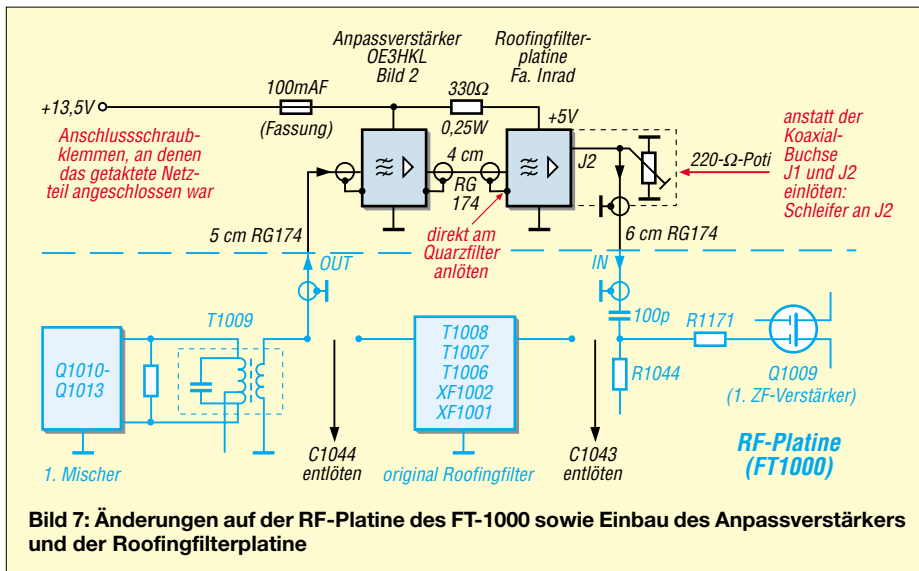 Anpassverstärker
OE3HKL
Bild 2
Roofingfilter-
platine
Fa. Inrad
100mAF
(Fassung)
330Ω
0,25W
+13,5V
+5V
Anschlussschraub-
klemmen, an denen
das getaktete Netz-
teil angeschlossen war
4 cm
RG
174
J2
220-Ω-Poti
anstatt der
Koaxial-
Buchse
J1 und J2
einlöten:
Schleifer an J2
direkt am
Quarzfilter
anlöten
5 cm RG174
6 cm RG174
OUT
IN
T1009
100p
R1171
Q1010-
Q1013
T1008
T1007
T1006
XF1002
XF1001
R1044
Q1009
(1. ZF-Verstärker)
1. Mischer
C1044
entlöten
original Roofingfilter
C1043
entlöten
RF-Platine
(FT1000)
Bild 7: Änderungen auf der RF-Platine des FT-1000 sowie Einbau des Anpassverstärkers
und der Roofingfilterplatine